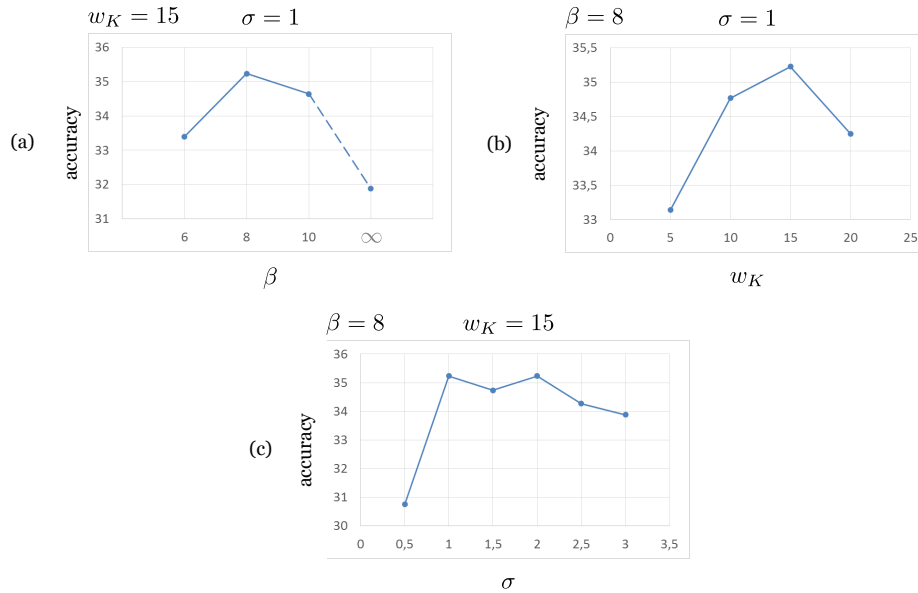 w_K = 15 σ = 1
36
35
34
33
32
31
accuracy
(a)
6 8 10 ∞
β
β = 8 σ = 1
35,5
35
34,5
34
33,5
33
accuracy
(b)
0 5 10 15 20 25
w_K
β = 8 w_K = 15
36
35
34
33
32
31
30
accuracy
(c)
0 0,5 1 1,5 2 2,5 3 3,5
σ